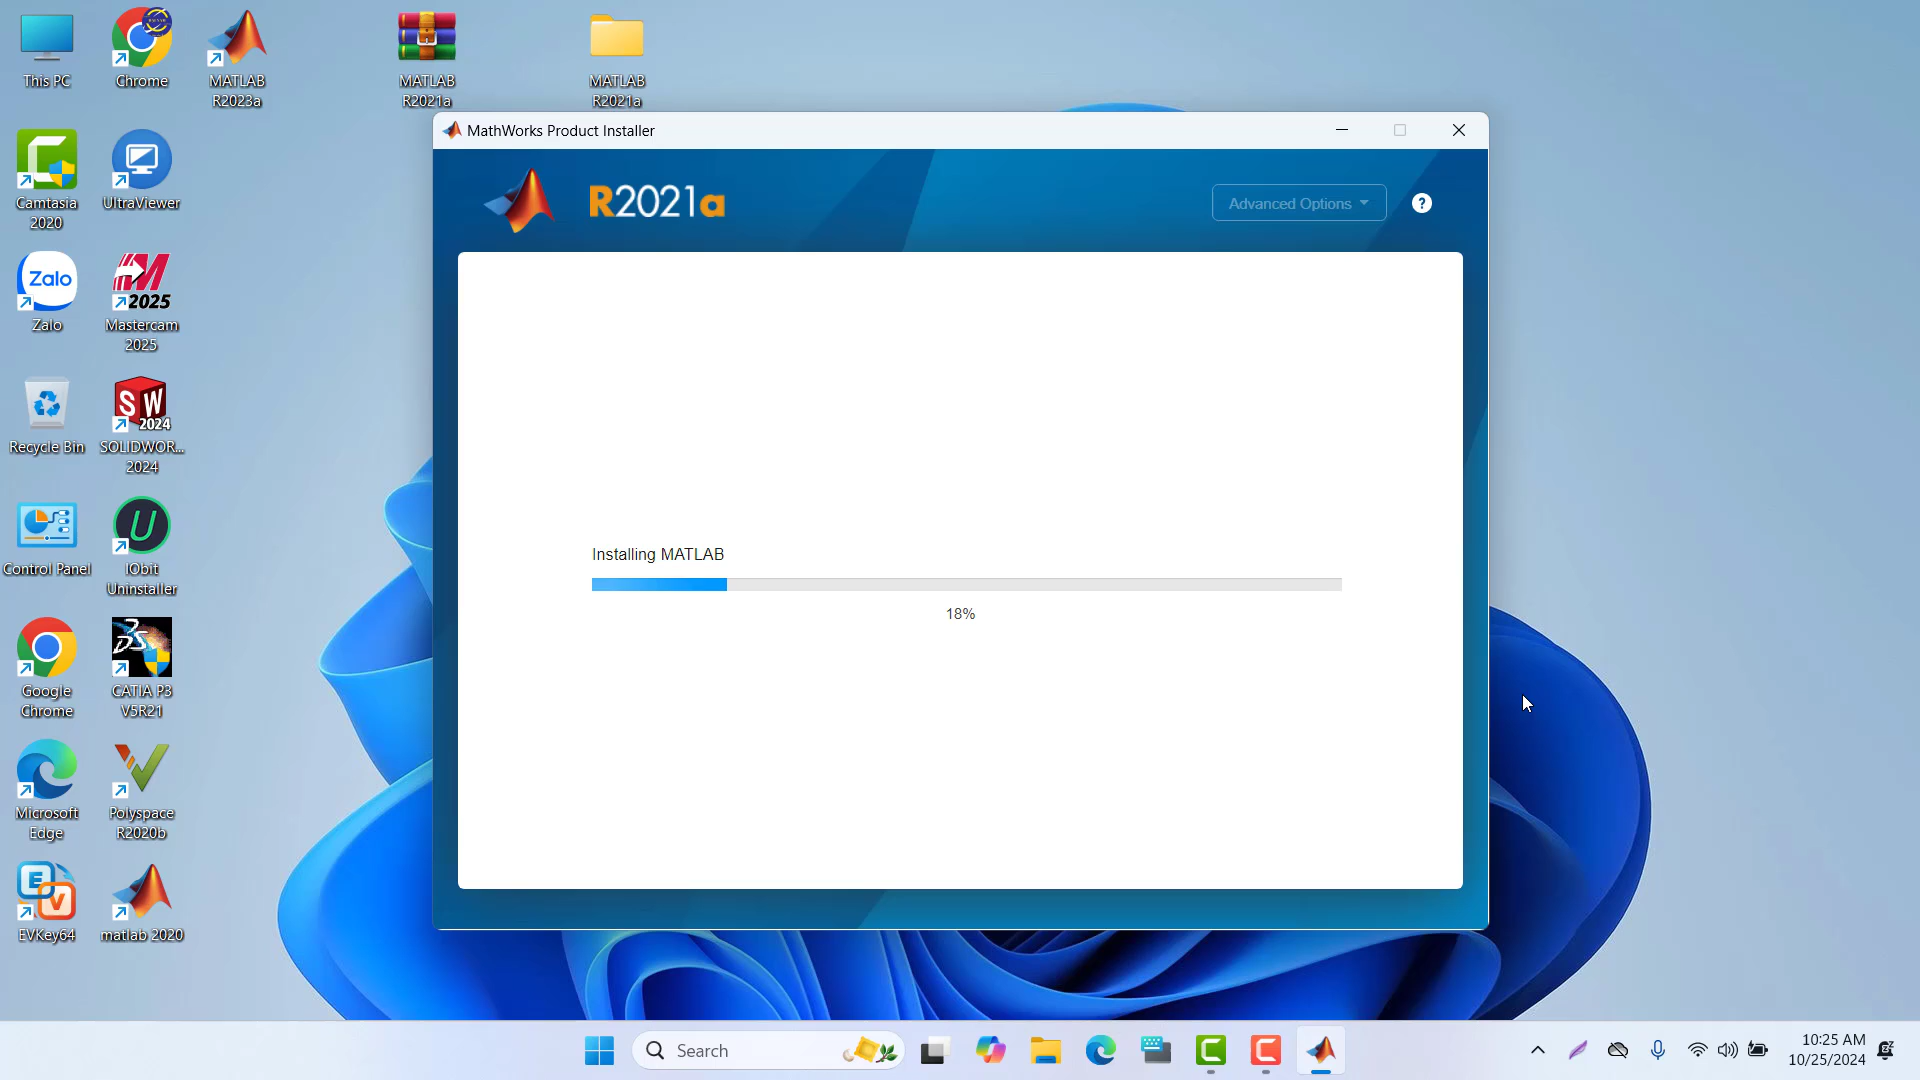 This PC
Chrome
MATLAB
R2023a
MATLAB
R2021a
MATLAB
R2021a
Camtasia
2020
UltraViewer
Zalo
Zalo
2025
Mastercam
2025
Recycle Bin
SW
2024
SOLIDWOR...
2024
Control Panel
IObit
Uninstaller
Google
Chrome
CATIA P3
V5R21
Microsoft
Edge
Polyspace
R2020b
E
V
EVKey64
matlab 2020
MathWorks Product Installer
R2021a
Advanced Options
?
Installing MATLAB
18%
Search
10:25 AM
10/25/2024